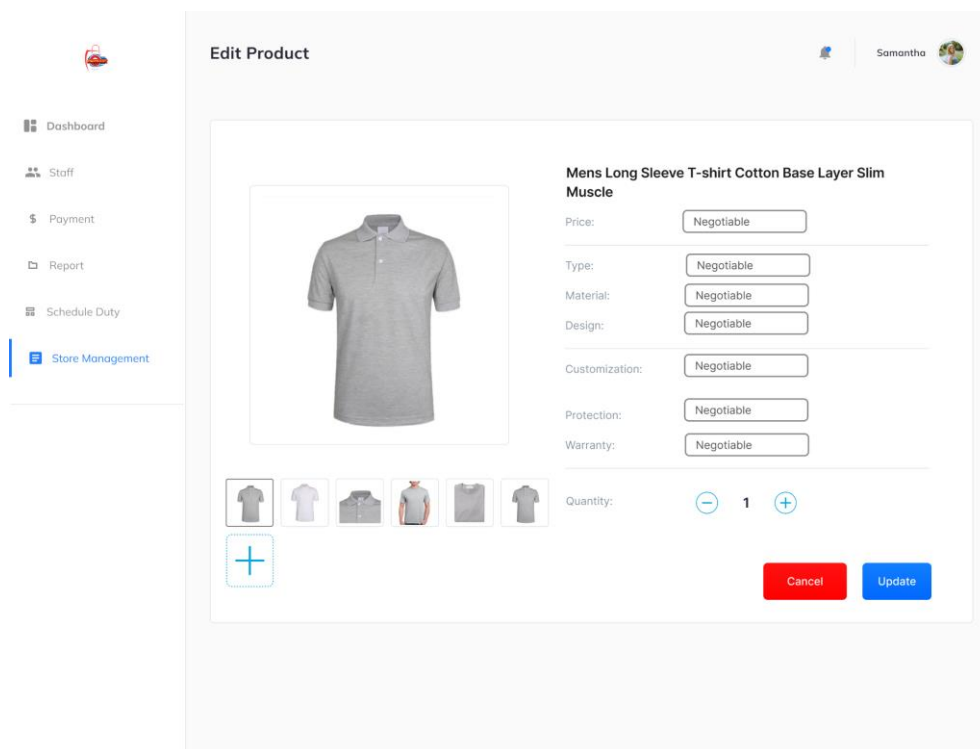 Edit Product
Samantha
Dashboard
Staff
Payment
Report
Schedule Duty
Store Management
Mens Long Sleeve T-shirt Cotton Base Layer Slim
Muscle
Price: Negotiable
Type: Negotiable
Material: Negotiable
Design: Negotiable
Customization: Negotiable
Protection: Negotiable
Warranty: Negotiable
Quantity: 1
Cancel Update